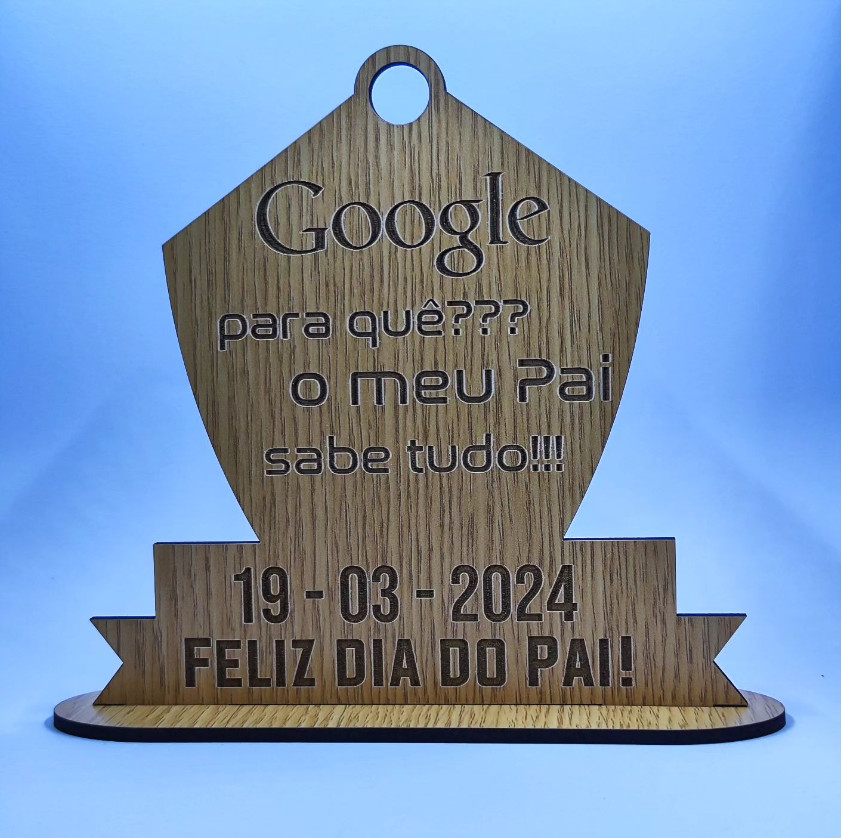 Google
para quê???
o meu Pai
sabe tudo!!!
19 - 03 - 2024
FELIZ DIA DO PAI!